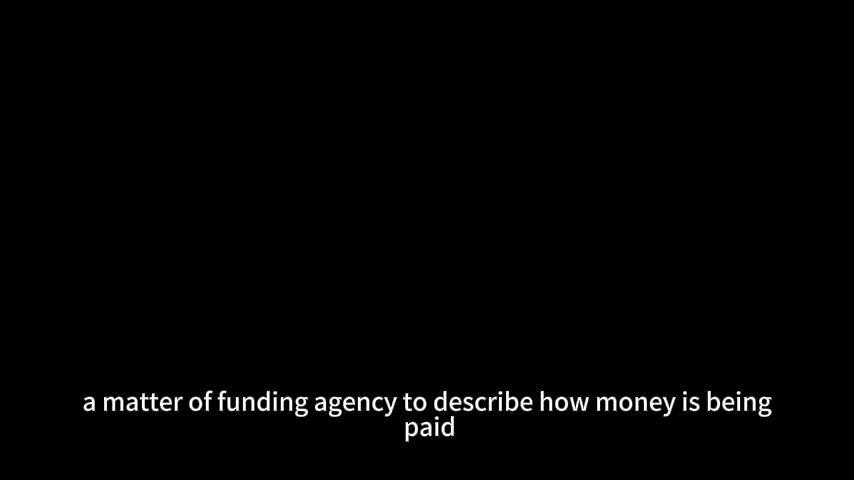 a matter of funding agency to describe how money is being
paid